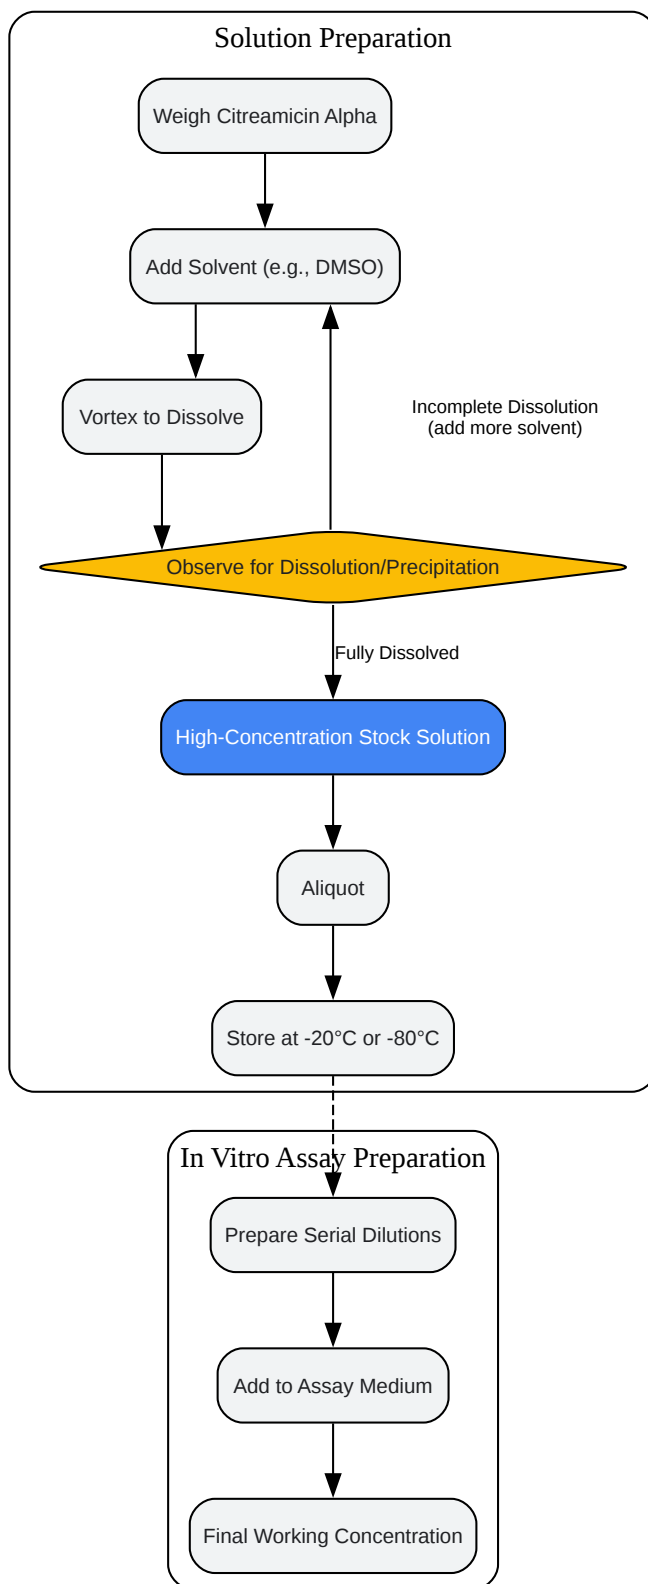 Solution Preparation
Weigh Citreamicin Alpha
Add Solvent (e.g., DMSO)
Vortex to Dissolve
Incomplete Dissolution
(add more solvent)
Observe for Dissolution/Precipitation
Fully Dissolved
High-Concentration Stock Solution
Aliquot
Store at -20°C or -80°C
In Vitro Assay Preparation
Prepare Serial Dilutions
Add to Assay Medium
Final Working Concentration